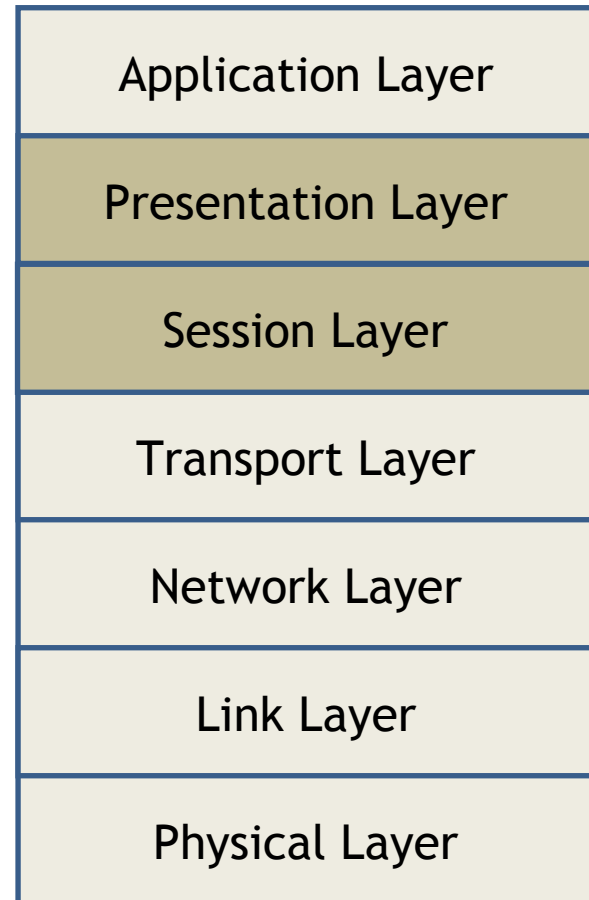 Application Layer
Presentation Layer
Session Layer
Transport Layer
Network Layer
Link Layer
Physical Layer